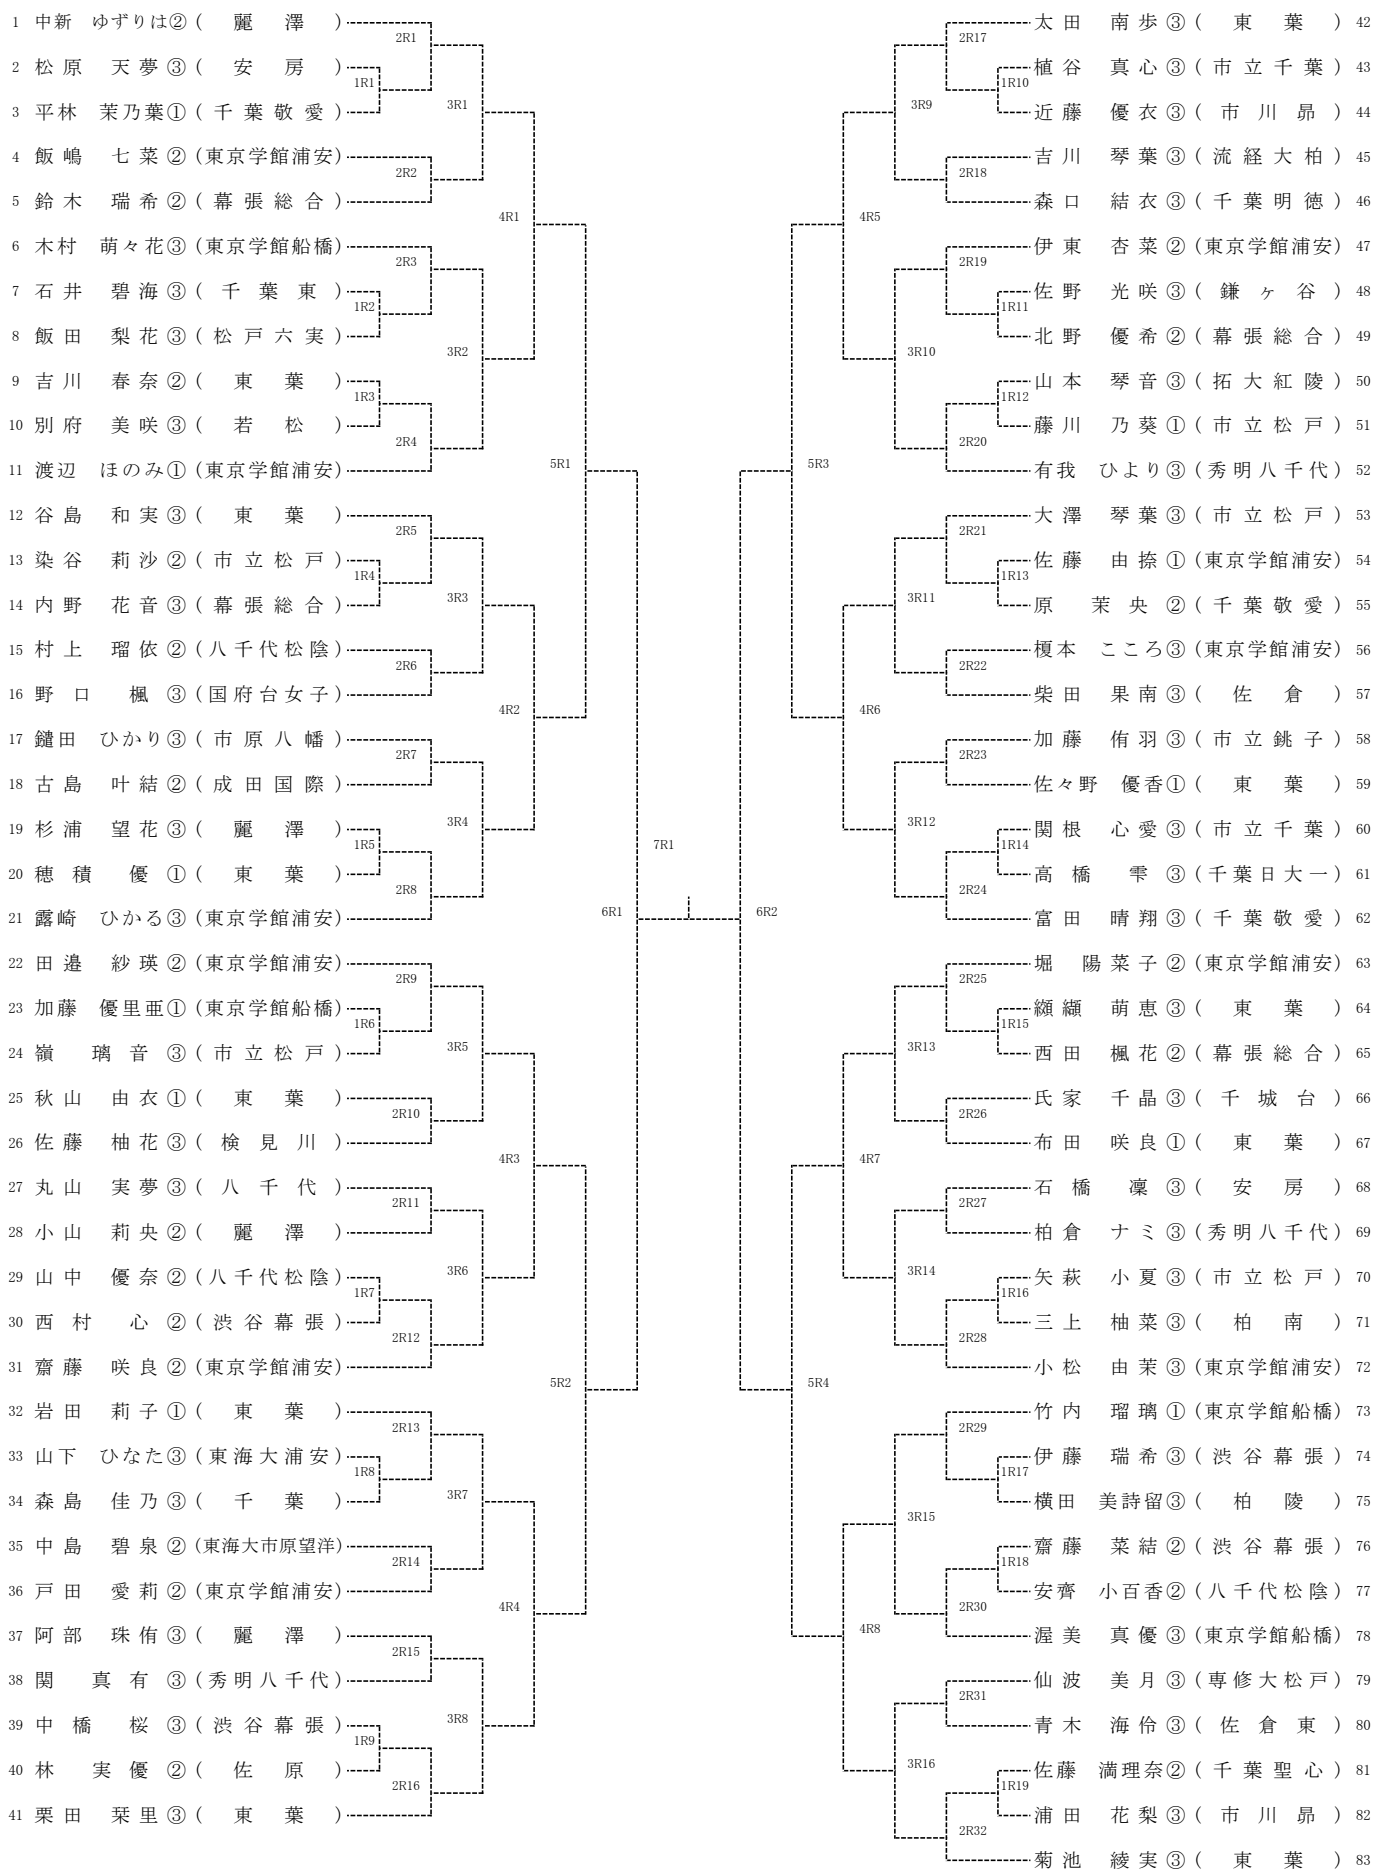 1 中新 ゆずりは② ( 麗澤 )
2 松原 天夢③ ( 安房 )
3 平林 茉乃葉① ( 千葉敬愛 )
4 飯嶋 七菜② (東京学館浦安)
5 鈴木 瑞希② ( 幕張総合 )
6 木村 萌々花③ (東京学館船橋)
7 石井 碧海③ ( 千葉東 )
8 飯田 梨花③ ( 松戸六実 )
9 吉川 春奈② ( 東葉 )
10 別府 美咲③ ( 若松 )
11 渡辺 ほのみ① (東京学館浦安)
12 谷島 和実③ ( 東葉 )
13 染谷 莉沙② ( 市立松戸 )
14 内野 花音③ ( 幕張総合 )
15 村上 瑠依② (八千代松陰)
16 野口 楓③ (国府台女子)
17 鑓田 ひかり③ ( 市原八幡 )
18 古島 叶結② ( 成田国際 )
19 杉浦 望花③ ( 麗澤 )
20 穂積 優① ( 東葉 )
21 露崎 ひかる③ (東京学館浦安)
22 田邉 紗瑛② (東京学館浦安)
23 加藤 優里亜① (東京学館船橋)
24 嶺 璃音③ ( 市立松戸 )
25 秋山 由衣① ( 東葉 )
26 佐藤 柚花③ ( 検見川 )
27 丸山 実夢③ ( 八千代 )
28 小山 莉央② ( 麗澤 )
29 山中 優奈② (八千代松陰)
30 西村 心② ( 渋谷幕張 )
31 齋藤 咲良② (東京学館浦安)
32 岩田 莉子① ( 東葉 )
33 山下 ひなた③ (東海大浦安)
34 森島 佳乃③ ( 千葉 )
35 中島 碧泉② (東海大市原望洋)
36 戸田 愛莉② (東京学館浦安)
37 阿部 珠侑③ ( 麗澤 )
38 関 真有③ (秀明八千代)
39 中橋 桜③ ( 渋谷幕張 )
40 林 実優② ( 佐原 )
41 栗田 栞里③ ( 東葉 )
1R1
1R2
1R3
1R4
1R5
1R6
1R7
1R8
1R9
2R1
2R2
2R3
2R4
2R5
2R6
2R7
2R8
2R9
2R10
2R11
2R12
2R13
2R14
2R15
2R16
3R1
3R2
3R3
3R4
3R5
3R6
3R7
3R8
4R1
4R2
4R3
4R4
5R1
5R2
6R1
7R1
6R2
5R3
5R4
4R5
4R6
4R7
4R8
3R9
3R10
3R11
3R12
3R13
3R14
3R15
3R16
2R17
2R18
2R19
2R20
2R21
2R22
2R23
2R24
2R25
2R26
2R27
2R28
2R29
2R30
2R31
2R32
1R10
1R11
1R12
1R13
1R14
1R15
1R16
1R17
1R18
1R19
太田 南歩③ ( 東葉 ) 42
植谷 真心③ ( 市立千葉 ) 43
近藤 優衣③ ( 市川昴 ) 44
吉川 琴葉③ ( 流経大柏 ) 45
森口 結衣③ ( 千葉明徳 ) 46
伊東 杏菜② (東京学館浦安) 47
佐野 光咲③ ( 鎌ヶ谷 ) 48
北野 優希② ( 幕張総合 ) 49
山本 琴音③ ( 拓大紅陵 ) 50
藤川 乃葵① ( 市立松戸 ) 51
有我 ひより③ (秀明八千代) 52
大澤 琴葉③ ( 市立松戸 ) 53
佐藤 由捺① (東京学館浦安) 54
原 茉央② ( 千葉敬愛 ) 55
榎本 こころ③ (東京学館浦安) 56
柴田 果南③ ( 佐倉 ) 57
加藤 侑羽③ ( 市立銚子 ) 58
佐々野 優香① ( 東葉 ) 59
関根 心愛③ ( 市立千葉 ) 60
高橋 雫③ (千葉日大一) 61
富田 晴翔③ ( 千葉敬愛 ) 62
堀 陽菜子② (東京学館浦安) 63
纐纈 萌恵③ ( 東葉 ) 64
西田 楓花② ( 幕張総合 ) 65
氏家 千晶③ ( 千城台 ) 66
布田 咲良① ( 東葉 ) 67
石橋 凜③ ( 安房 ) 68
柏倉 ナミ③ (秀明八千代) 69
矢萩 小夏③ ( 市立松戸 ) 70
三上 柚菜③ ( 柏南 ) 71
小松 由茉③ (東京学館浦安) 72
竹内 瑠璃① (東京学館船橋) 73
伊藤 瑞希③ ( 渋谷幕張 ) 74
横田 美詩留③ ( 柏陵 ) 75
齋藤 菜結② ( 渋谷幕張 ) 76
安齊 小百香② (八千代松陰) 77
渥美 真優③ (東京学館船橋) 78
仙波 美月③ (専修大松戸) 79
青木 海伶③ ( 佐倉東 ) 80
佐藤 満理奈② ( 千葉聖心 ) 81
浦田 花梨③ ( 市川昴 ) 82
菊池 綾実③ ( 東葉 ) 83